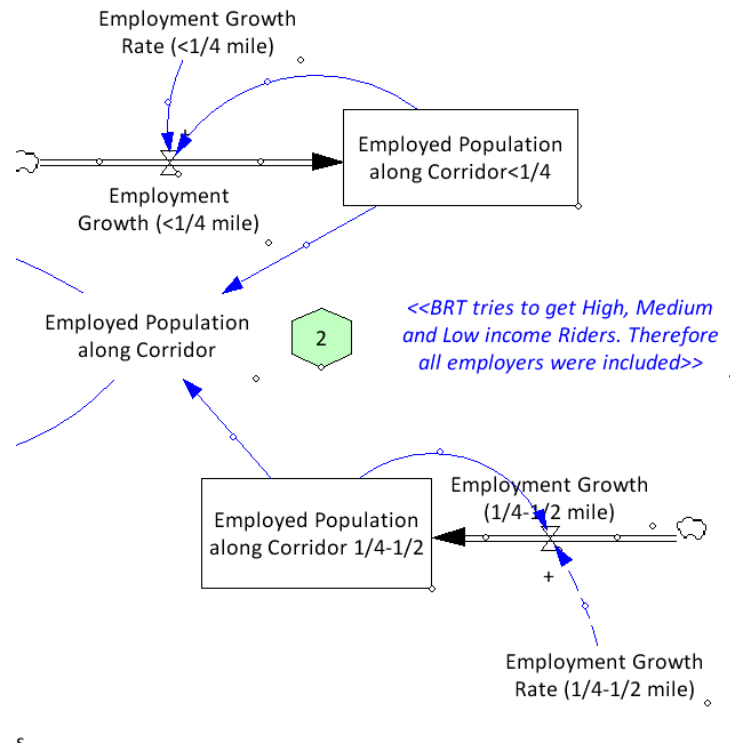 Employment Growth
Rate (<1/4 mile)
+
Employed Population
along Corridor<1/4
Employment
Growth (<1/4 mile)
Employed Population
along Corridor
2
<<BRT tries to get High, Medium
and Low income Riders. Therefore
all employers were included>>
Employment Growth
(1/4-1/2 mile)
Employed Population
along Corridor 1/4-1/2
+
Employment Growth
Rate (1/4-1/2 mile)
s